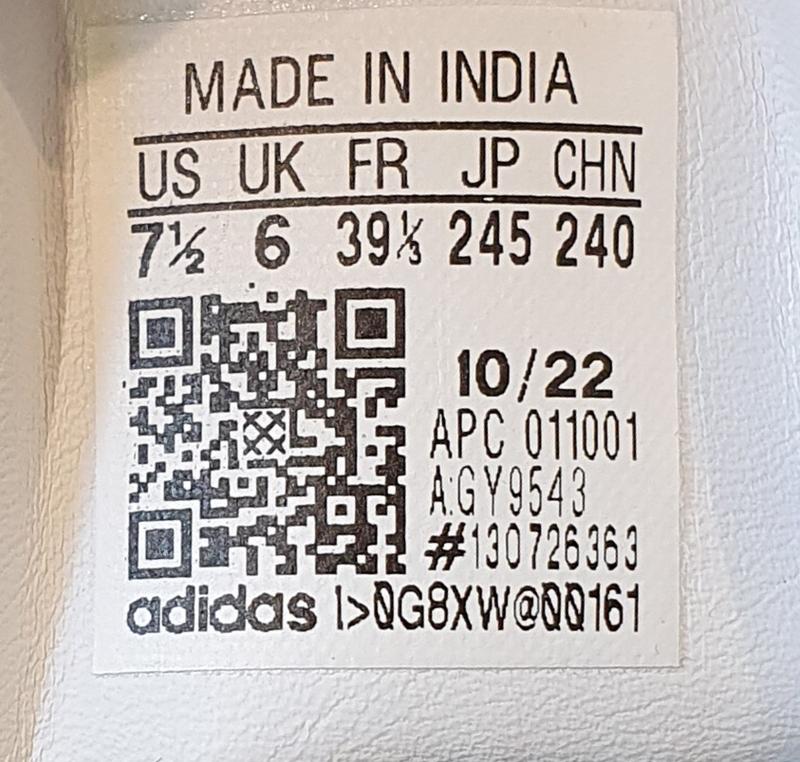 MADE IN INDIA
US UK FR JP CHN
7½ 6 39⅓ 245 240
10/22
APC 011001
A:GY9543
#130726363
adidas I>0G8XW@00161